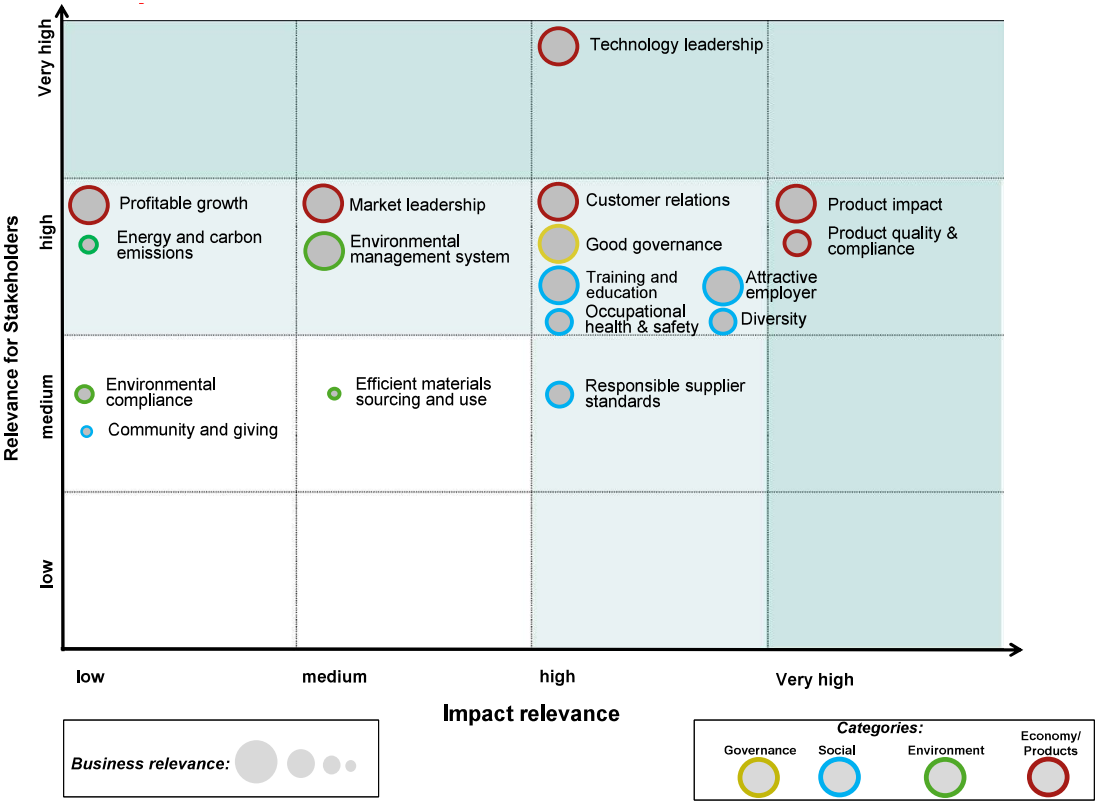 Very high
high
medium
low
Relevance for Stakeholders
Technology leadership
Profitable growth
Energy and carbon
emissions
Market leadership
Environmental
management system
Customer relations
Good governance
Training and
education
Occupational
health & safety
Attractive
employer
Diversity
Product impact
Product quality &
compliance
Environmental
compliance
Community and giving
Efficient materials
sourcing and use
Responsible supplier
standards
low
medium
high
Very high
Impact relevance
Business relevance:
Categories:
Governance
Social
Environment
Economy/
Products